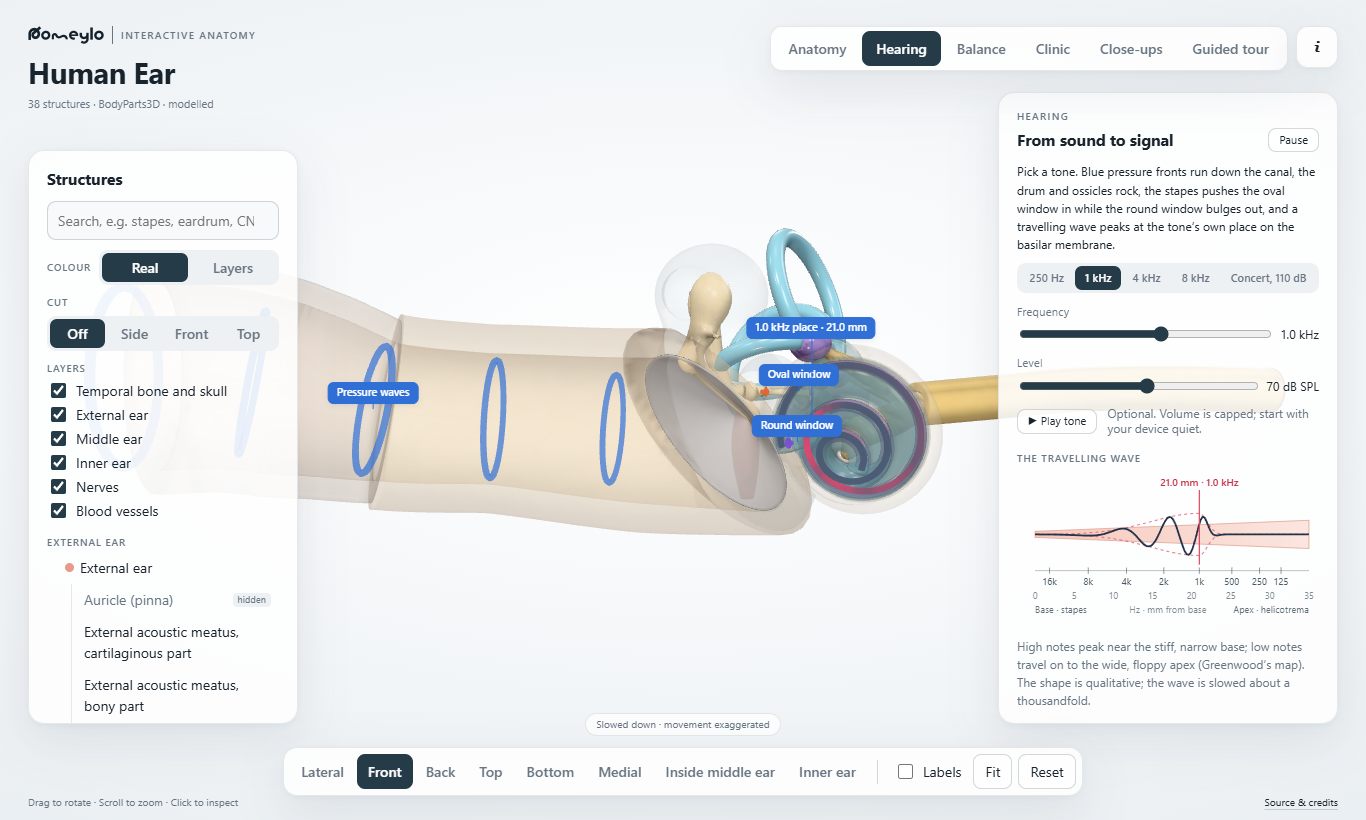 Pomeylo | INTERACTIVE ANATOMY
Human Ear
38 structures · BodyParts3D · modelled
Anatomy Hearing Balance Clinic Close-ups Guided tour i
Structures
Search, e.g. stapes, eardrum, CN
COLOUR Real Layers
CUT
Off Side Front Top
LAYERS
Temporal bone and skull
External ear
Middle ear
Inner ear
Nerves
Blood vessels
EXTERNAL EAR
External ear
Auricle (pinna) hidden
External acoustic meatus,
cartilaginous part
External acoustic meatus,
bony part
Pressure waves
1.0 kHz place · 21.0 mm
Oval window
Round window
HEARING
From sound to signal Pause
Pick a tone. Blue pressure fronts run down the canal, the
drum and ossicles rock, the stapes pushes the oval
window in while the round window bulges out, and a
travelling wave peaks at the tone's own place on the
basilar membrane.
250 Hz 1 kHz 4 kHz 8 kHz Concert, 110 dB
Frequency
1.0 kHz
Level
70 dB SPL
▶ Play tone Optional. Volume is capped; start with
your device quiet.
THE TRAVELLING WAVE
21.0 mm · 1.0 kHz
16k 8k 4k 2k 1k 500 250 125
0 5 10 15 20 25 30 35
Base · stapes Hz · mm from base Apex · helicotrema
High notes peak near the stiff, narrow base; low notes
travel on to the wide, floppy apex (Greenwood's map).
The shape is qualitative; the wave is slowed about a
thousandfold.
Slowed down · movement exaggerated
Lateral Front Back Top Bottom Medial Inside middle ear Inner ear Labels Fit Reset
Drag to rotate · Scroll to zoom · Click to inspect
Source & credits